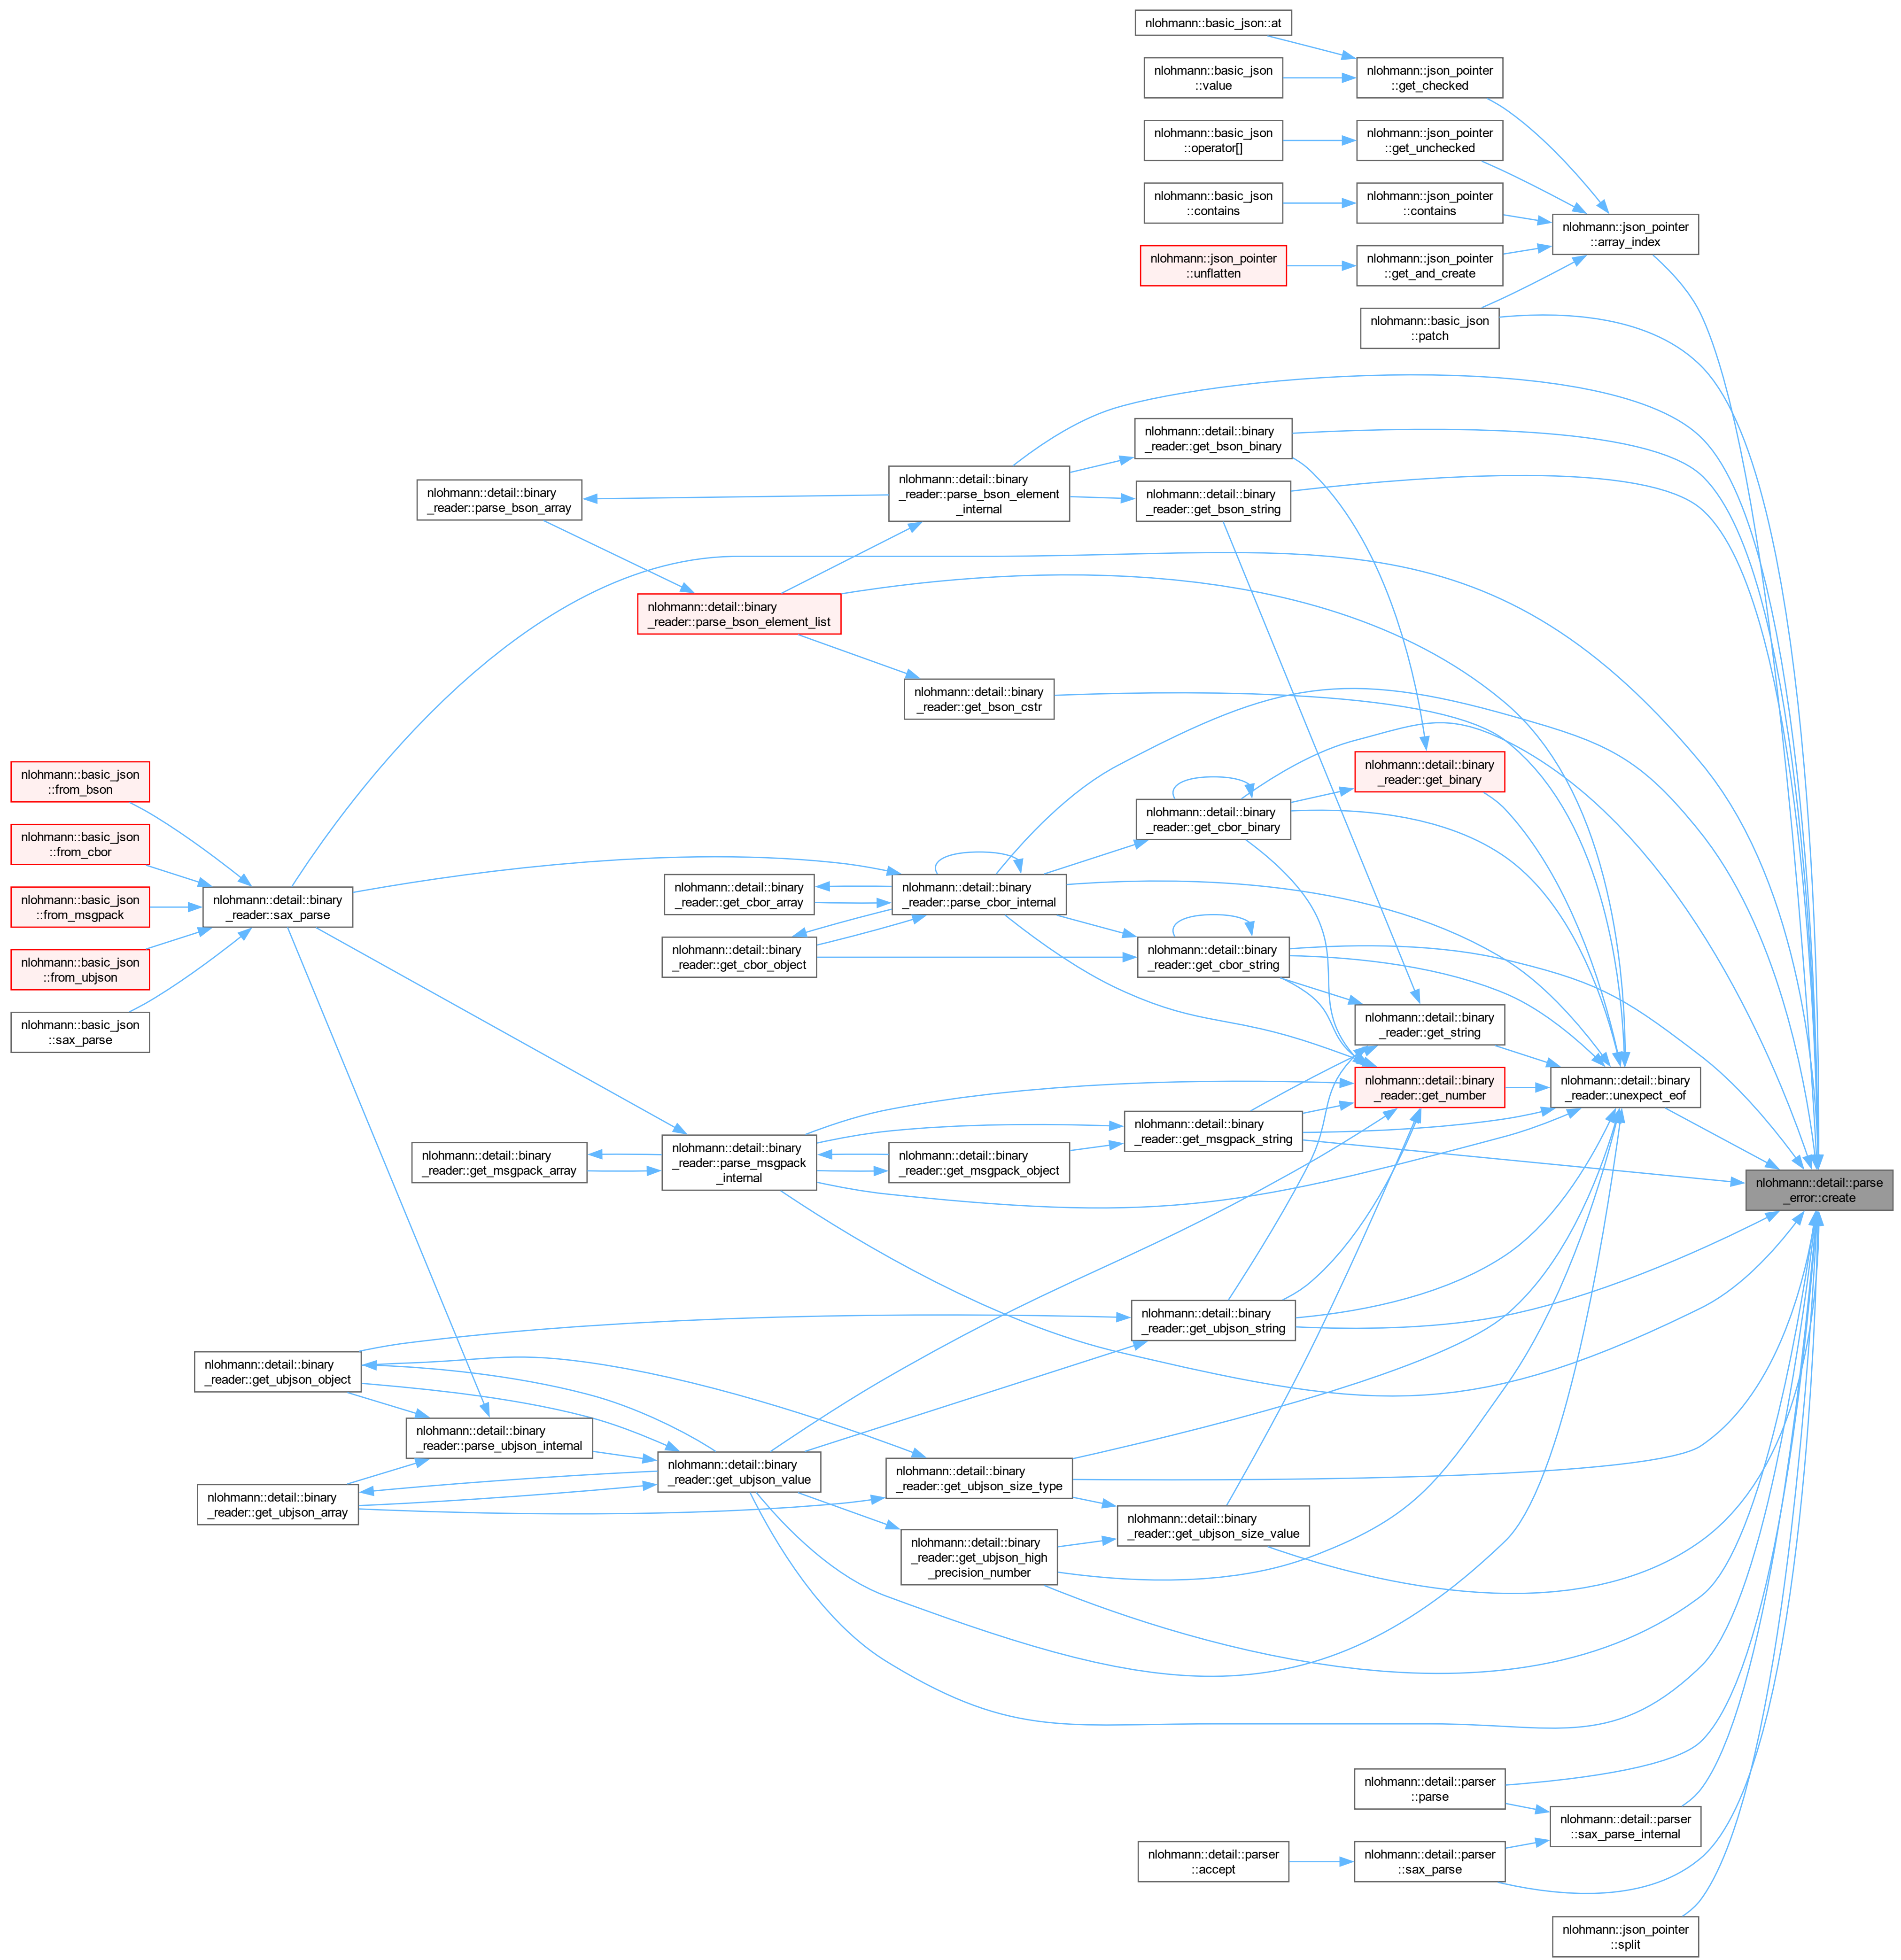 nlohmann::basic_json::at
nlohmann::basic_json
::value
nlohmann::json_pointer
::get_checked
nlohmann::basic_json
::operator[]
nlohmann::json_pointer
::get_unchecked
nlohmann::basic_json
::contains
nlohmann::json_pointer
::contains
nlohmann::json_pointer
::array_index
nlohmann::json_pointer
::unflatten
nlohmann::json_pointer
::get_and_create
nlohmann::basic_json
::patch
nlohmann::detail::binary
_reader::get_bson_binary
nlohmann::detail::binary
_reader::parse_bson_element
_internal
nlohmann::detail::binary
_reader::parse_bson_array
nlohmann::detail::binary
_reader::get_bson_string
nlohmann::detail::binary
_reader::parse_bson_element_list
nlohmann::detail::binary
_reader::get_bson_cstr
nlohmann::basic_json
::from_bson
nlohmann::detail::binary
_reader::get_binary
nlohmann::detail::binary
_reader::get_cbor_binary
nlohmann::basic_json
::from_cbor
nlohmann::detail::binary
_reader::get_cbor_array
nlohmann::detail::binary
_reader::parse_cbor_internal
nlohmann::basic_json
::from_msgpack
nlohmann::detail::binary
_reader::sax_parse
nlohmann::detail::binary
_reader::get_cbor_object
nlohmann::detail::binary
_reader::get_cbor_string
nlohmann::basic_json
::from_ubjson
nlohmann::basic_json
::sax_parse
nlohmann::detail::binary
_reader::get_string
nlohmann::detail::binary
_reader::get_number
nlohmann::detail::binary
_reader::unexpect_eof
nlohmann::detail::binary
_reader::get_msgpack_string
nlohmann::detail::binary
_reader::get_msgpack_array
nlohmann::detail::binary
_reader::parse_msgpack
_internal
nlohmann::detail::binary
_reader::get_msgpack_object
nlohmann::detail::parse
_error::create
nlohmann::detail::binary
_reader::get_ubjson_string
nlohmann::detail::binary
_reader::get_ubjson_object
nlohmann::detail::binary
_reader::parse_ubjson_internal
nlohmann::detail::binary
_reader::get_ubjson_value
nlohmann::detail::binary
_reader::get_ubjson_size_type
nlohmann::detail::binary
_reader::get_ubjson_array
nlohmann::detail::binary
_reader::get_ubjson_size_value
nlohmann::detail::binary
_reader::get_ubjson_high
_precision_number
nlohmann::detail::parser
::parse
nlohmann::detail::parser
::sax_parse_internal
nlohmann::detail::parser
::accept
nlohmann::detail::parser
::sax_parse
nlohmann::json_pointer
::split